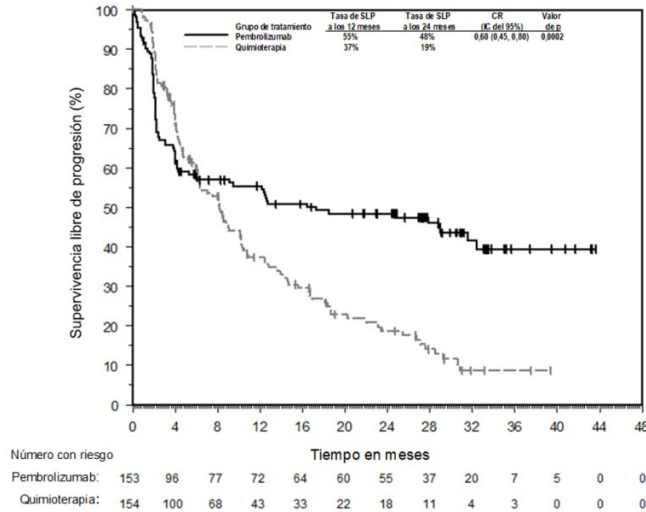 Grupo de tratamiento Tasa de SLP a los 12 meses Tasa de SLP a los 24 meses CR (IC del 95%) Valor de p
Pembrolizumab 55% 48% 0,60 (0,45, 0,80) 0,0002
Quimioterapia 37% 19%
Supervivencia libre de progresión (%)
100
90
80
70
60
50
40
30
20
10
0
0 4 8 12 16 20 24 28 32 36 40 44 48
Tiempo en meses
Número con riesgo
Pembrolizumab: 153 96 77 72 64 60 55 37 20 7 5 0 0
Quimioterapia: 154 100 68 43 33 22 18 11 4 3 0 0 0